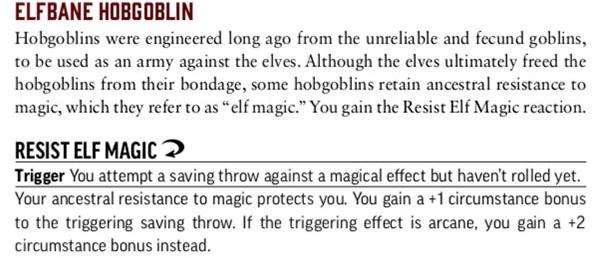 ELFBANE HOBGOBLIN
Hobgoblins were engineered long ago from the unreliable and fecund goblins,
to be used as an army against the elves. Although the elves ultimately freed the
hobgoblins from their bondage, some hobgoblins retain ancestral resistance to
magic, which they refer to as “elf magic.” You gain the Resist Elf Magic reaction.
RESIST ELF MAGIC
Trigger You attempt a saving throw against a magical effect but haven't rolled yet.
Your ancestral resistance to magic protects you. You gain a +1 circumstance bonus
to the triggering saving throw. If the triggering effect is arcane, you gain a +2
circumstance bonus instead.